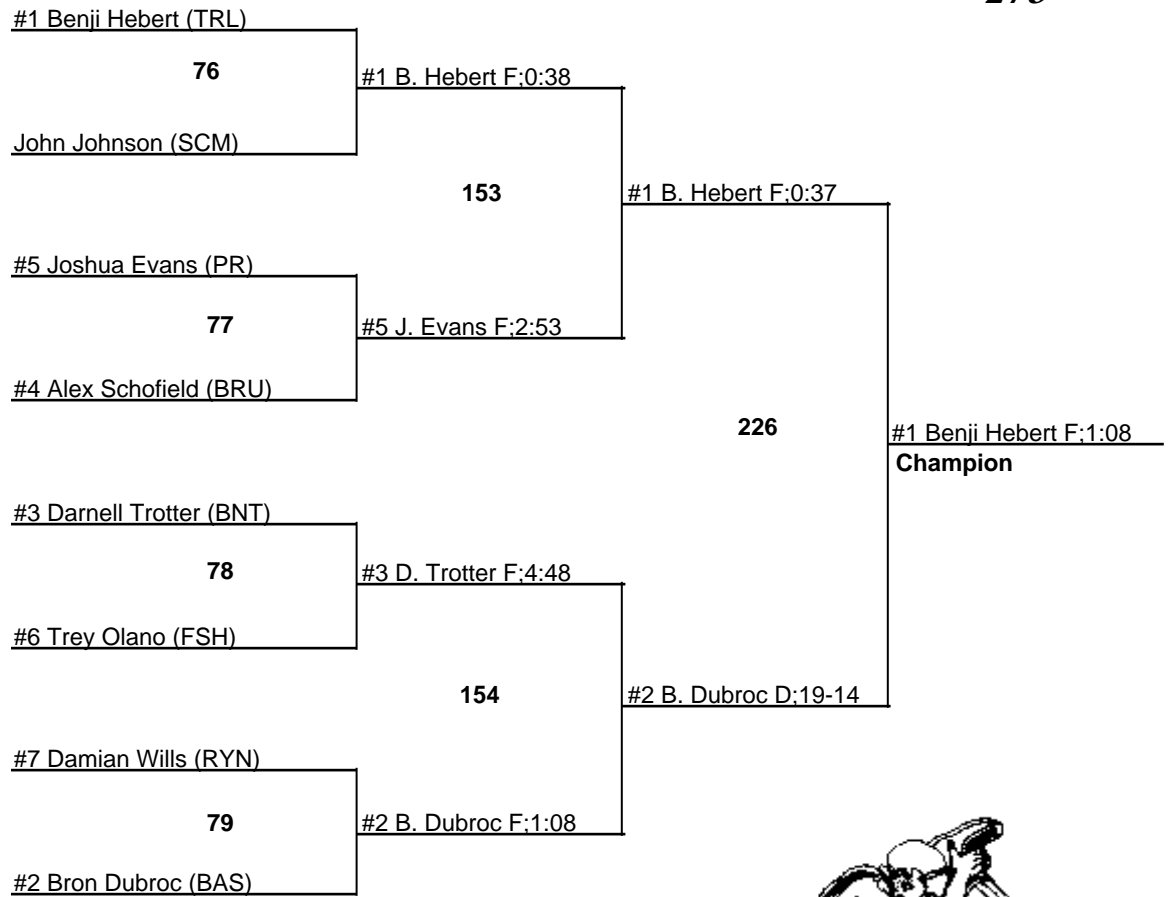 #1 Benji Hebert (TRL)
76
#1 B. Hebert F;0:38
John Johnson (SCM)
153
#1 B. Hebert F;0:37
#5 Joshua Evans (PR)
77
#5 J. Evans F;2:53
#4 Alex Schofield (BRU)
226
#1 Benji Hebert F;1:08
Champion
#3 Darnell Trotter (BNT)
78
#3 D. Trotter F;4:48
#6 Trey Olano (FSH)
154
#2 B. Dubroc D;19-14
#7 Damian Wills (RYN)
79
#2 B. Dubroc F;1:08
#2 Bron Dubroc (BAS)